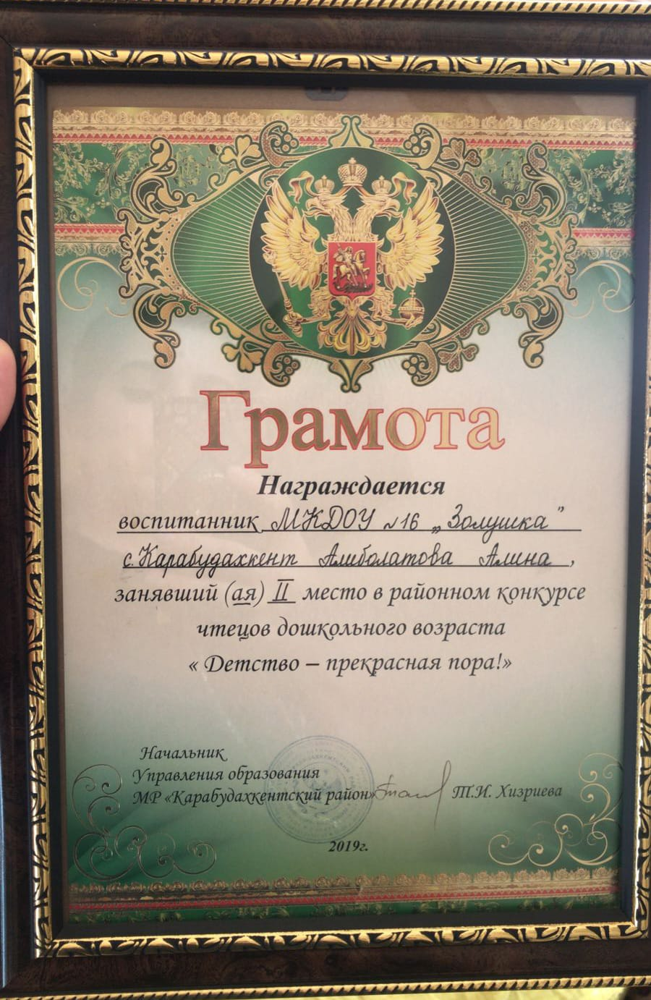 Грамота
Награждается
воспитанник МКДОУ №16 „Золушка"
с. Карабудахкент Алиболатова Алина,
занявший (ая) II место в районном конкурсе
чтецов дошкольного возраста
« Детство – прекрасная пора!»
Начальник
Управления образования
МР «Карабудахкентский район» Т.И. Хизриева
2019г.